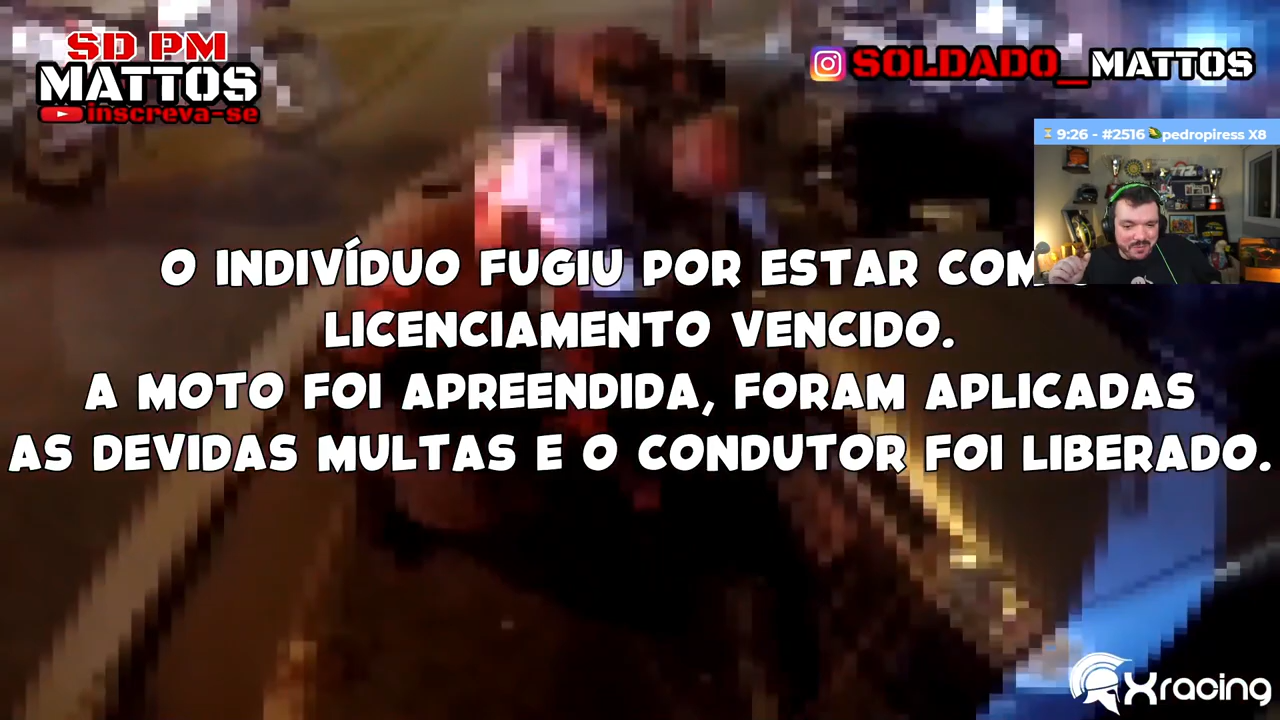 SD PM
MATTOS
inscreva-se
SOLDADO_MATTOS
9:26 - #2516 pedropiress X8
O INDIVÍDUO FUGIU POR ESTAR COM
LICENCIAMENTO VENCIDO.
A MOTO FOI APREENDIDA, FORAM APLICADAS
AS DEVIDAS MULTAS E O CONDUTOR FOI LIBERADO.
Xracing